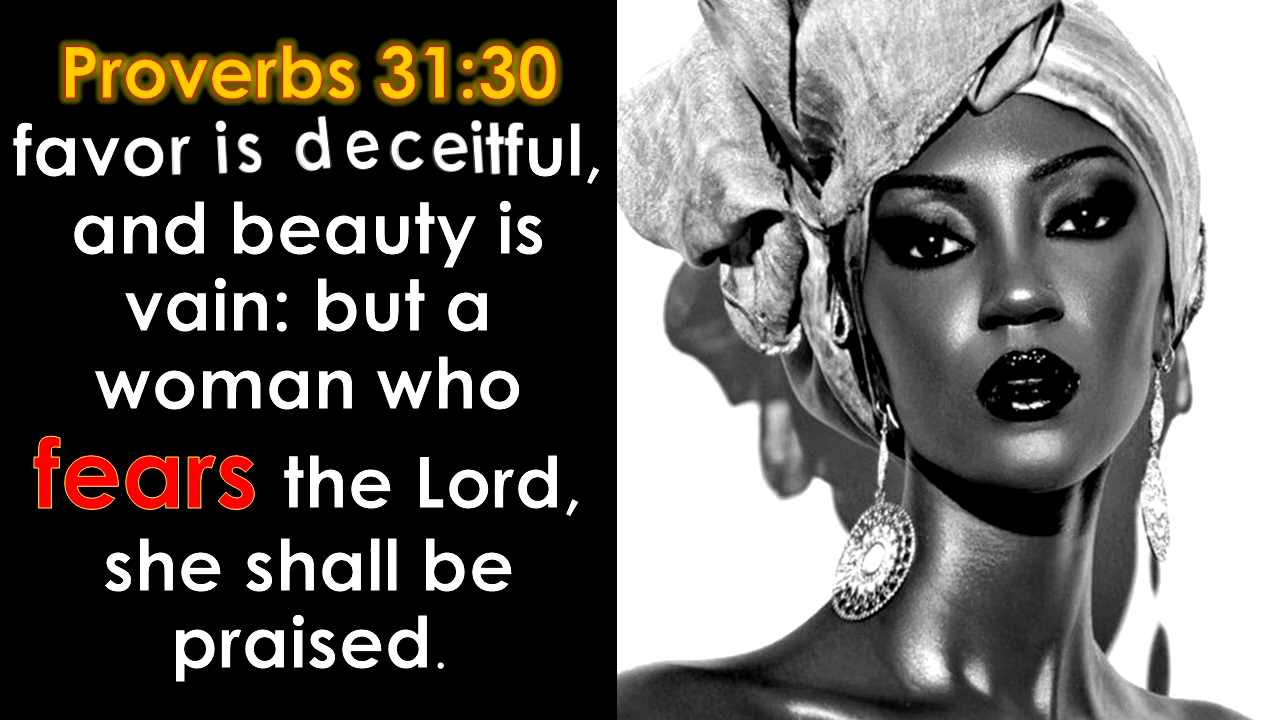 Proverbs 31:30
favor is deceitful,
and beauty is
vain: but a
woman who
fears the Lord,
she shall be
praised.